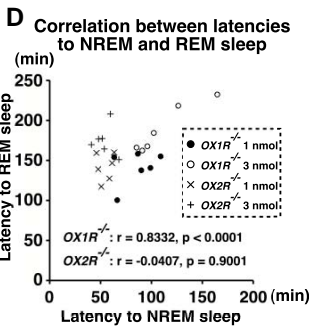 D
Correlation between latencies
to NREM and REM sleep
(min)
250
200
150
100
50
0
Latency to REM sleep
● OX1R-/- 1 nmol
○ OX1R-/- 3 nmol
× OX2R-/- 1 nmol
+ OX2R-/- 3 nmol
OX1R-/-: r = 0.8332, p < 0.0001
OX2R-/-: r = -0.0407, p = 0.9001
0 50 100 150 200 (min)
Latency to NREM sleep